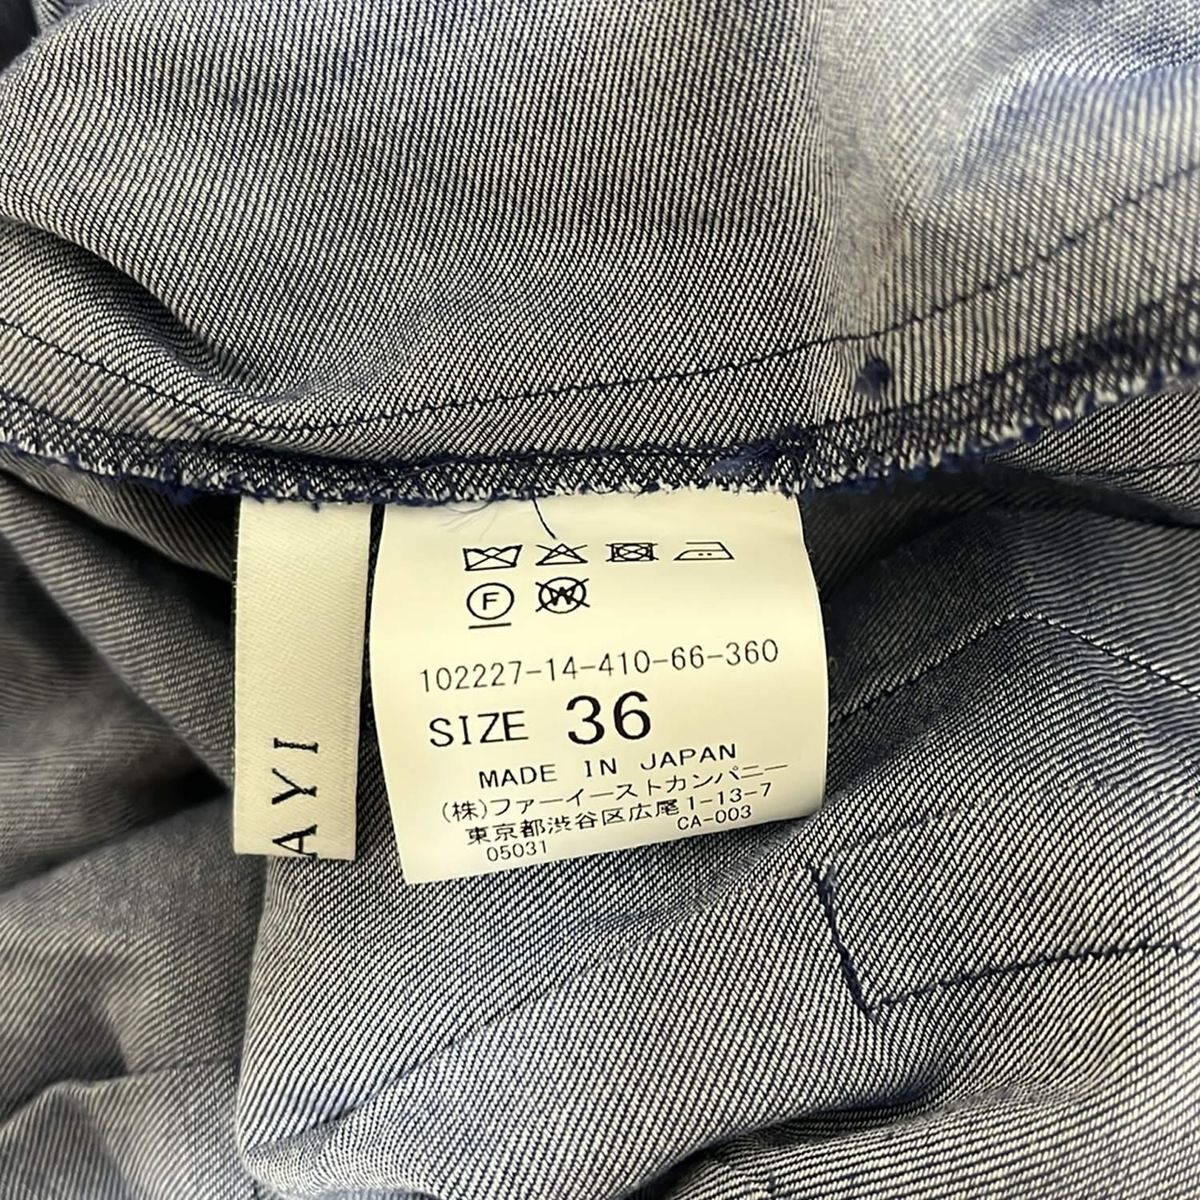 AYI
F
W
102227-14-410-66-360
SIZE 36
MADE IN JAPAN
(株)ファーイーストカンパニー
東京都渋谷区広尾1-13-7
05031 CA-003